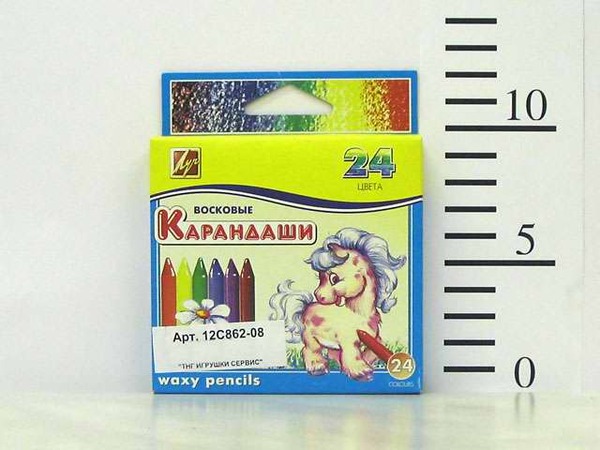 Луч
24
ЦВЕТА
ВОСКОВЫЕ
КАРАНДАШИ
Арт. 12С862-08
"ТНГ ИГРУШКИ СЕРВИС"
waxy pencils
24
COLOURS
10
5
0